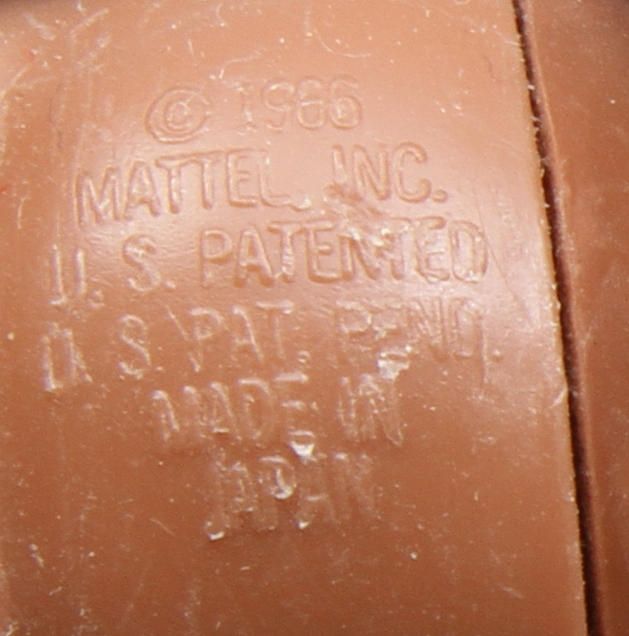 © 1966
MATTEL, INC.
U. S. PATENTED
U. S. PAT. PEND.
MADE IN
JAPAN